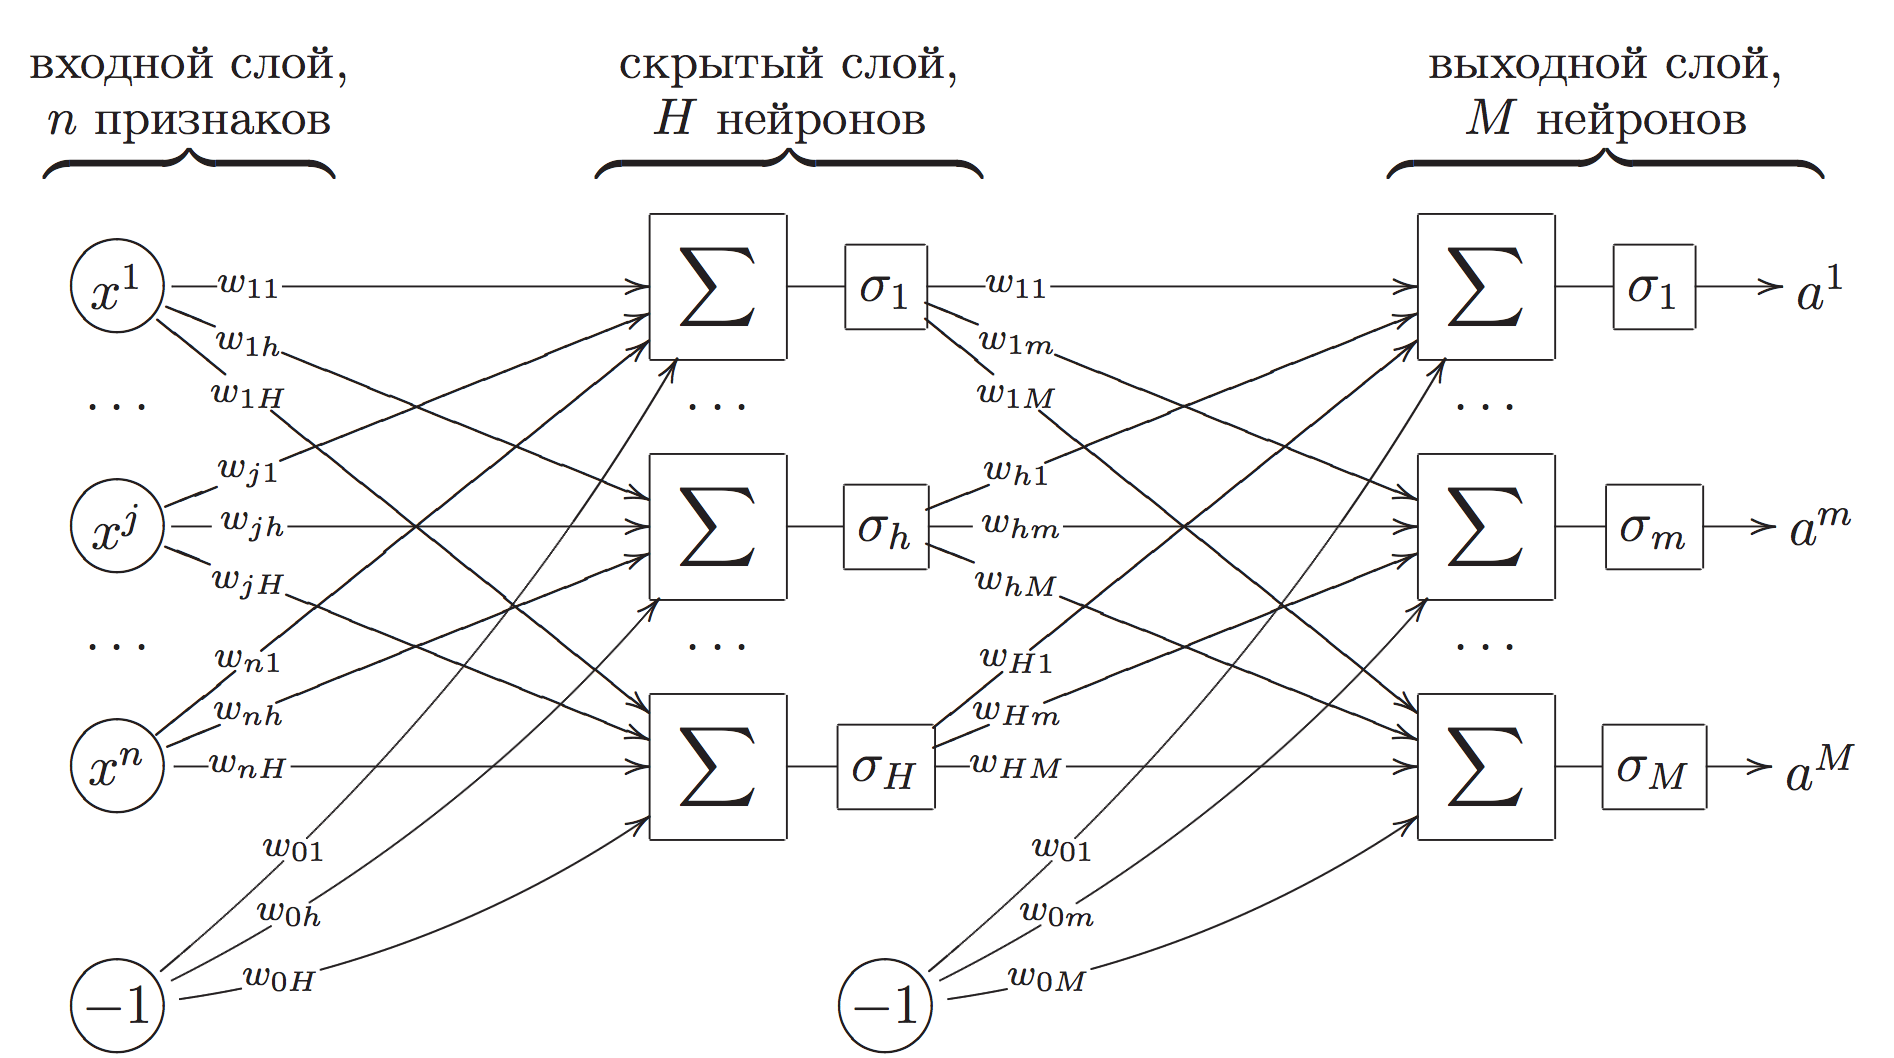 входной слой,
n признаков
скрытый слой,
H нейронов
выходной слой,
M нейронов
x¹ w₁₁ ∑ σ₁ w₁₁ ∑ σ₁ a¹
w₁ₕ w₁ₘ
w₁H w₁M
··· ··· ···
wⱼ₁ wₕ₁
xʲ wⱼₕ ∑ σₕ wₕₘ ∑ σₘ aᵐ
wⱼH wₕM
··· ··· ···
wₙ₁ wH₁
wₙₕ wHₘ
xⁿ wₙH ∑ σH wHM ∑ σM aᴹ
w₀₁ w₀₁
w₀ₕ w₀ₘ
w₀H w₀M
−1 −1